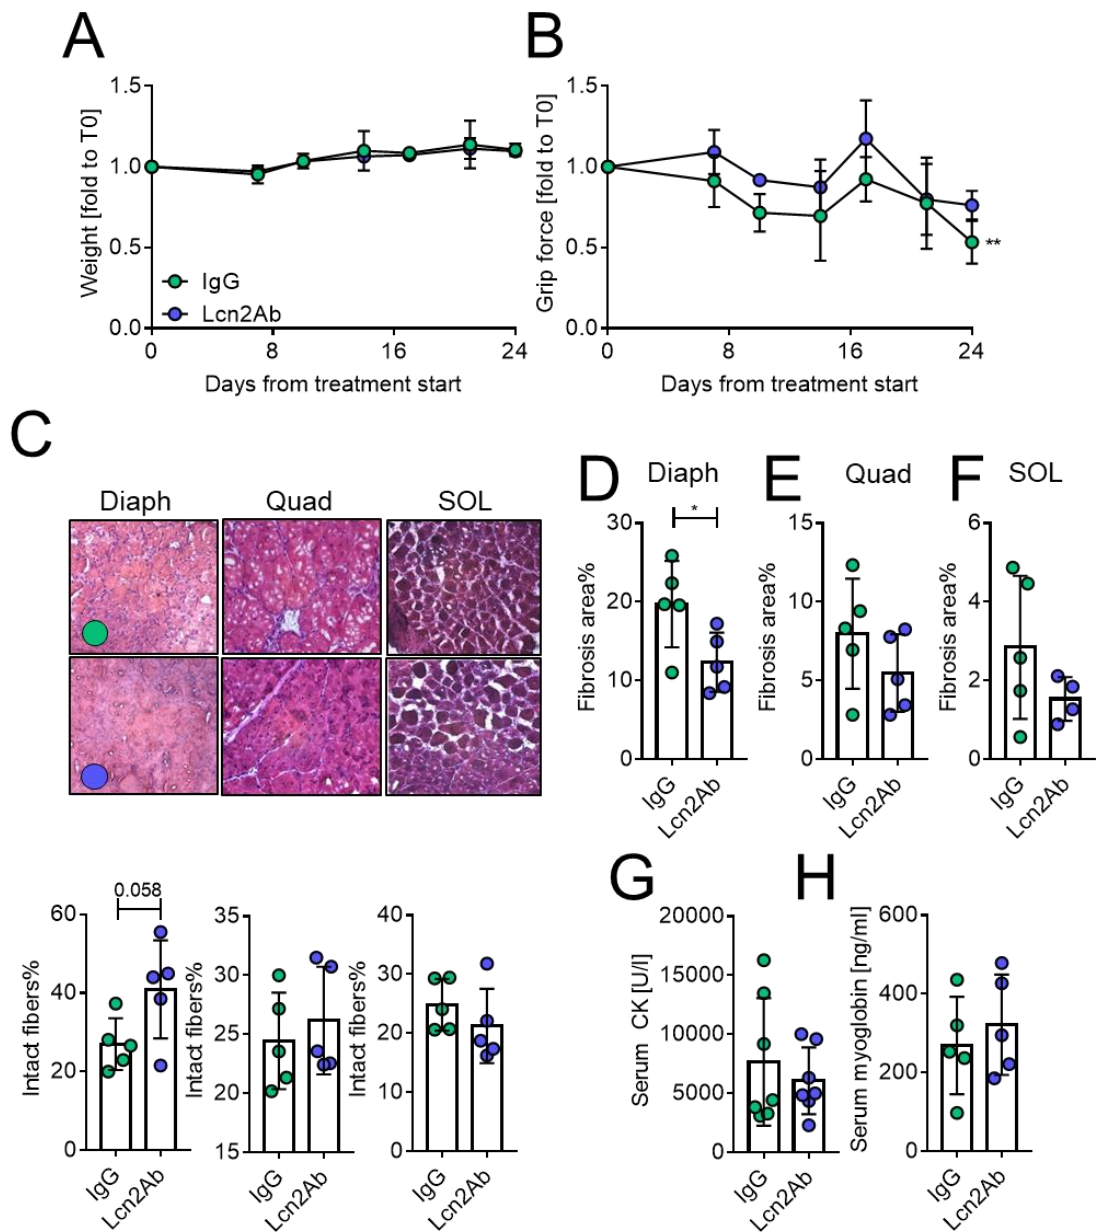 A
Weight [fold to T0]
1.5
1.0
0.5
0.0
IgG
Lcn2Ab
0 8 16 24
Days from treatment start
B
Grip force [fold to T0]
1.5
1.0
0.5
0.0
**
0 8 16 24
Days from treatment start
C
Diaph Quad SOL
D
Diaph
*
Fibrosis area%
30
20
10
0
IgG
Lcn2Ab
E
Quad
Fibrosis area%
15
10
5
0
IgG
Lcn2Ab
F
SOL
Fibrosis area%
6
4
2
0
IgG
Lcn2Ab
0.058
Intact fibers%
60
40
20
0
IgG
Lcn2Ab
Intact fibers%
35
30
25
20
15
IgG
Lcn2Ab
Intact fibers%
40
30
20
10
0
IgG
Lcn2Ab
G
Serum CK [U/l]
20000
15000
10000
5000
0
IgG
Lcn2Ab
H
Serum myoglobin [ng/ml]
600
400
200
0
IgG
Lcn2Ab